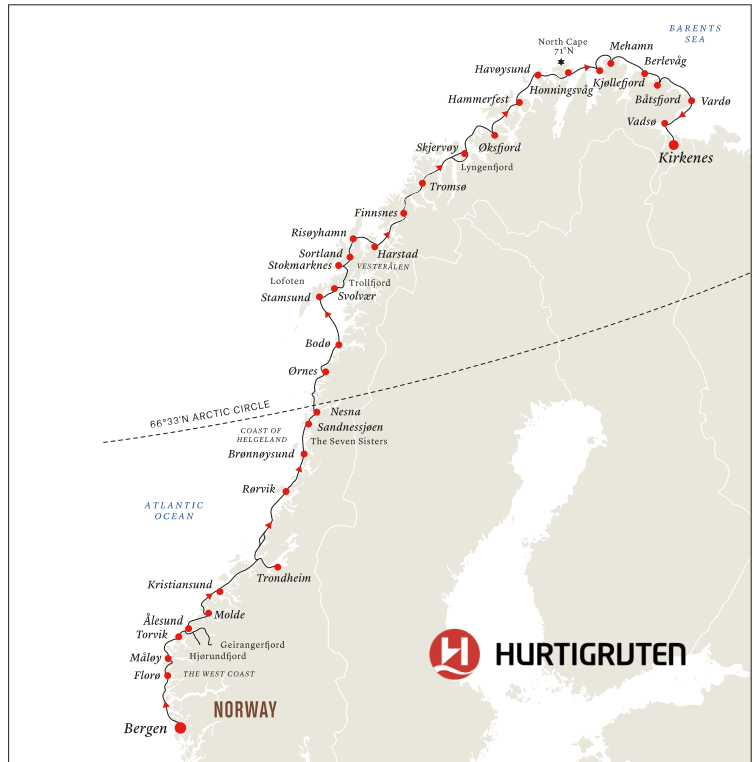 BARENTS
SEA
North Cape
71°N
Mehamn
Berlevåg
Havøysund
Honningsvåg
Kjøllefjord
Båtsfjord
Vardø
Hammerfest
Vadsø
Kirkenes
Skjervøy
Øksfjord
Lyngenfjord
Tromsø
Finnsnes
Risøyhamn
Harstad
Sortland
Stokmarknes
VESTERÅLEN
Lofoten
Trollfjord
Stamsund
Svolvær
Bodø
Ørnes
66°33'N ARCTIC CIRCLE
Nesna
Sandnessjøen
COAST OF
HELGELAND
The Seven Sisters
Brønnøysund
Rørvik
ATLANTIC
OCEAN
Trondheim
Kristiansund
Molde
Ålesund
Torvik
Geirangerfjord
Hjørundfjord
Måløy
Florø
THE WEST COAST
HURTIGRUTEN
NORWAY
Bergen